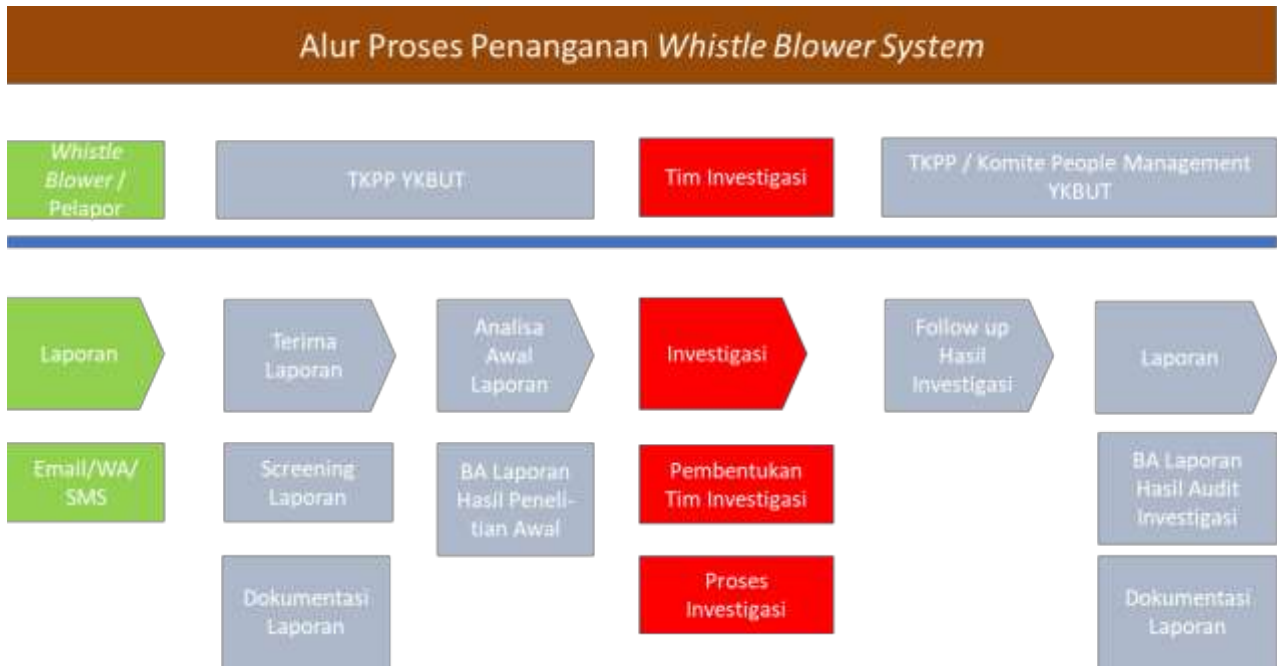 Alur Proses Penanganan Whistle Blower System
Whistle
Blower /
Pelapor
TKPP YKBUT
Tim Investigasi
TKPP / Komite People Management
YKBUT
Laporan
Terima
Laporan
Analisa
Awal
Laporan
Investigasi
Follow up
Hasil
Investigasi
Laporan
Email/WA/
SMS
Screening
Laporan
BA Laporan
Hasil Peneli-
tian Awal
Pembentukan
Tim Investigasi
BA Laporan
Hasil Audit
Investigasi
Dokumentasi
Laporan
Proses
Investigasi
Dokumentasi
Laporan